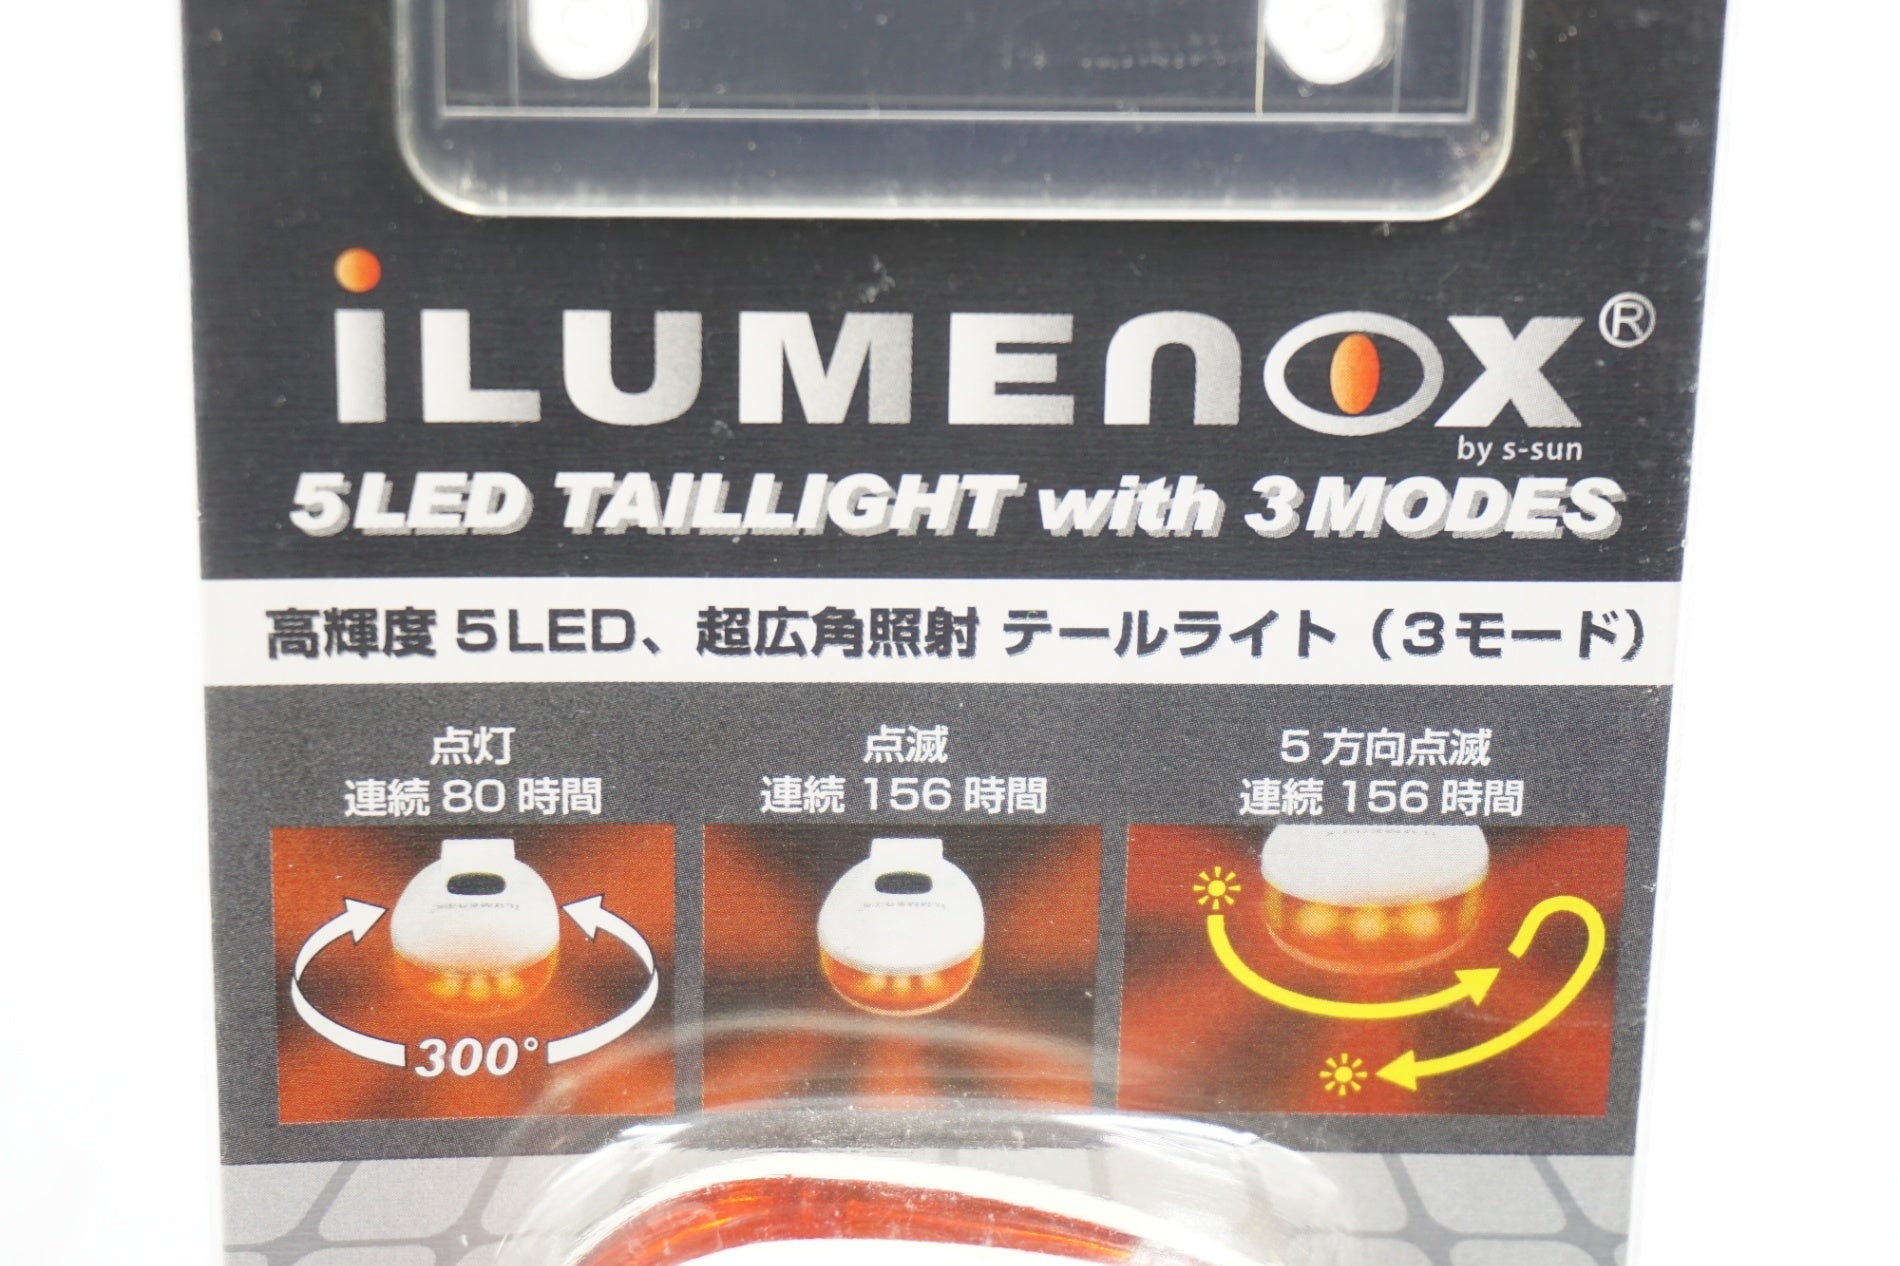 iLUMENOX®
by s-sun
5LED TAILLIGHT with 3MODES
高輝度 5LED、超広角照射 テールライト（3モード）
点灯
連続 80 時間
点滅
連続 156 時間
5 方向点滅
連続 156 時間
300°